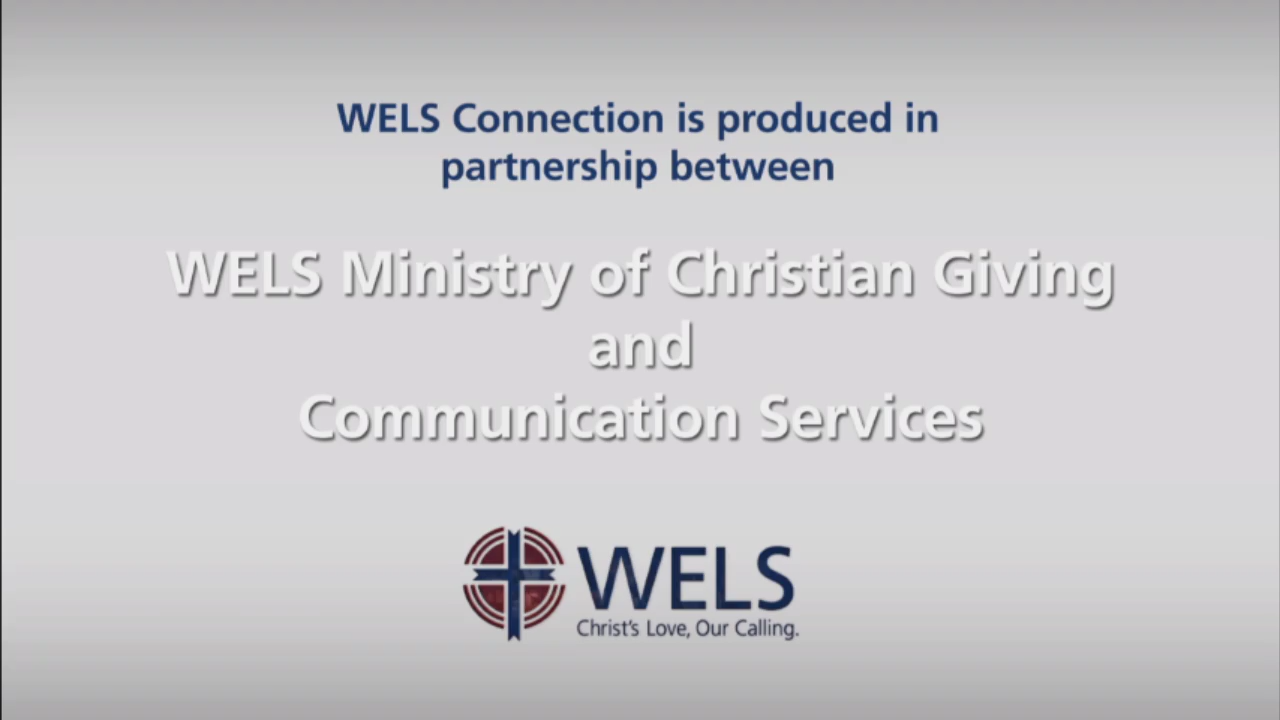 WELS Connection is produced in
partnership between
WELS Ministry of Christian Giving
and
Communication Services
WELS
Christ's Love, Our Calling.